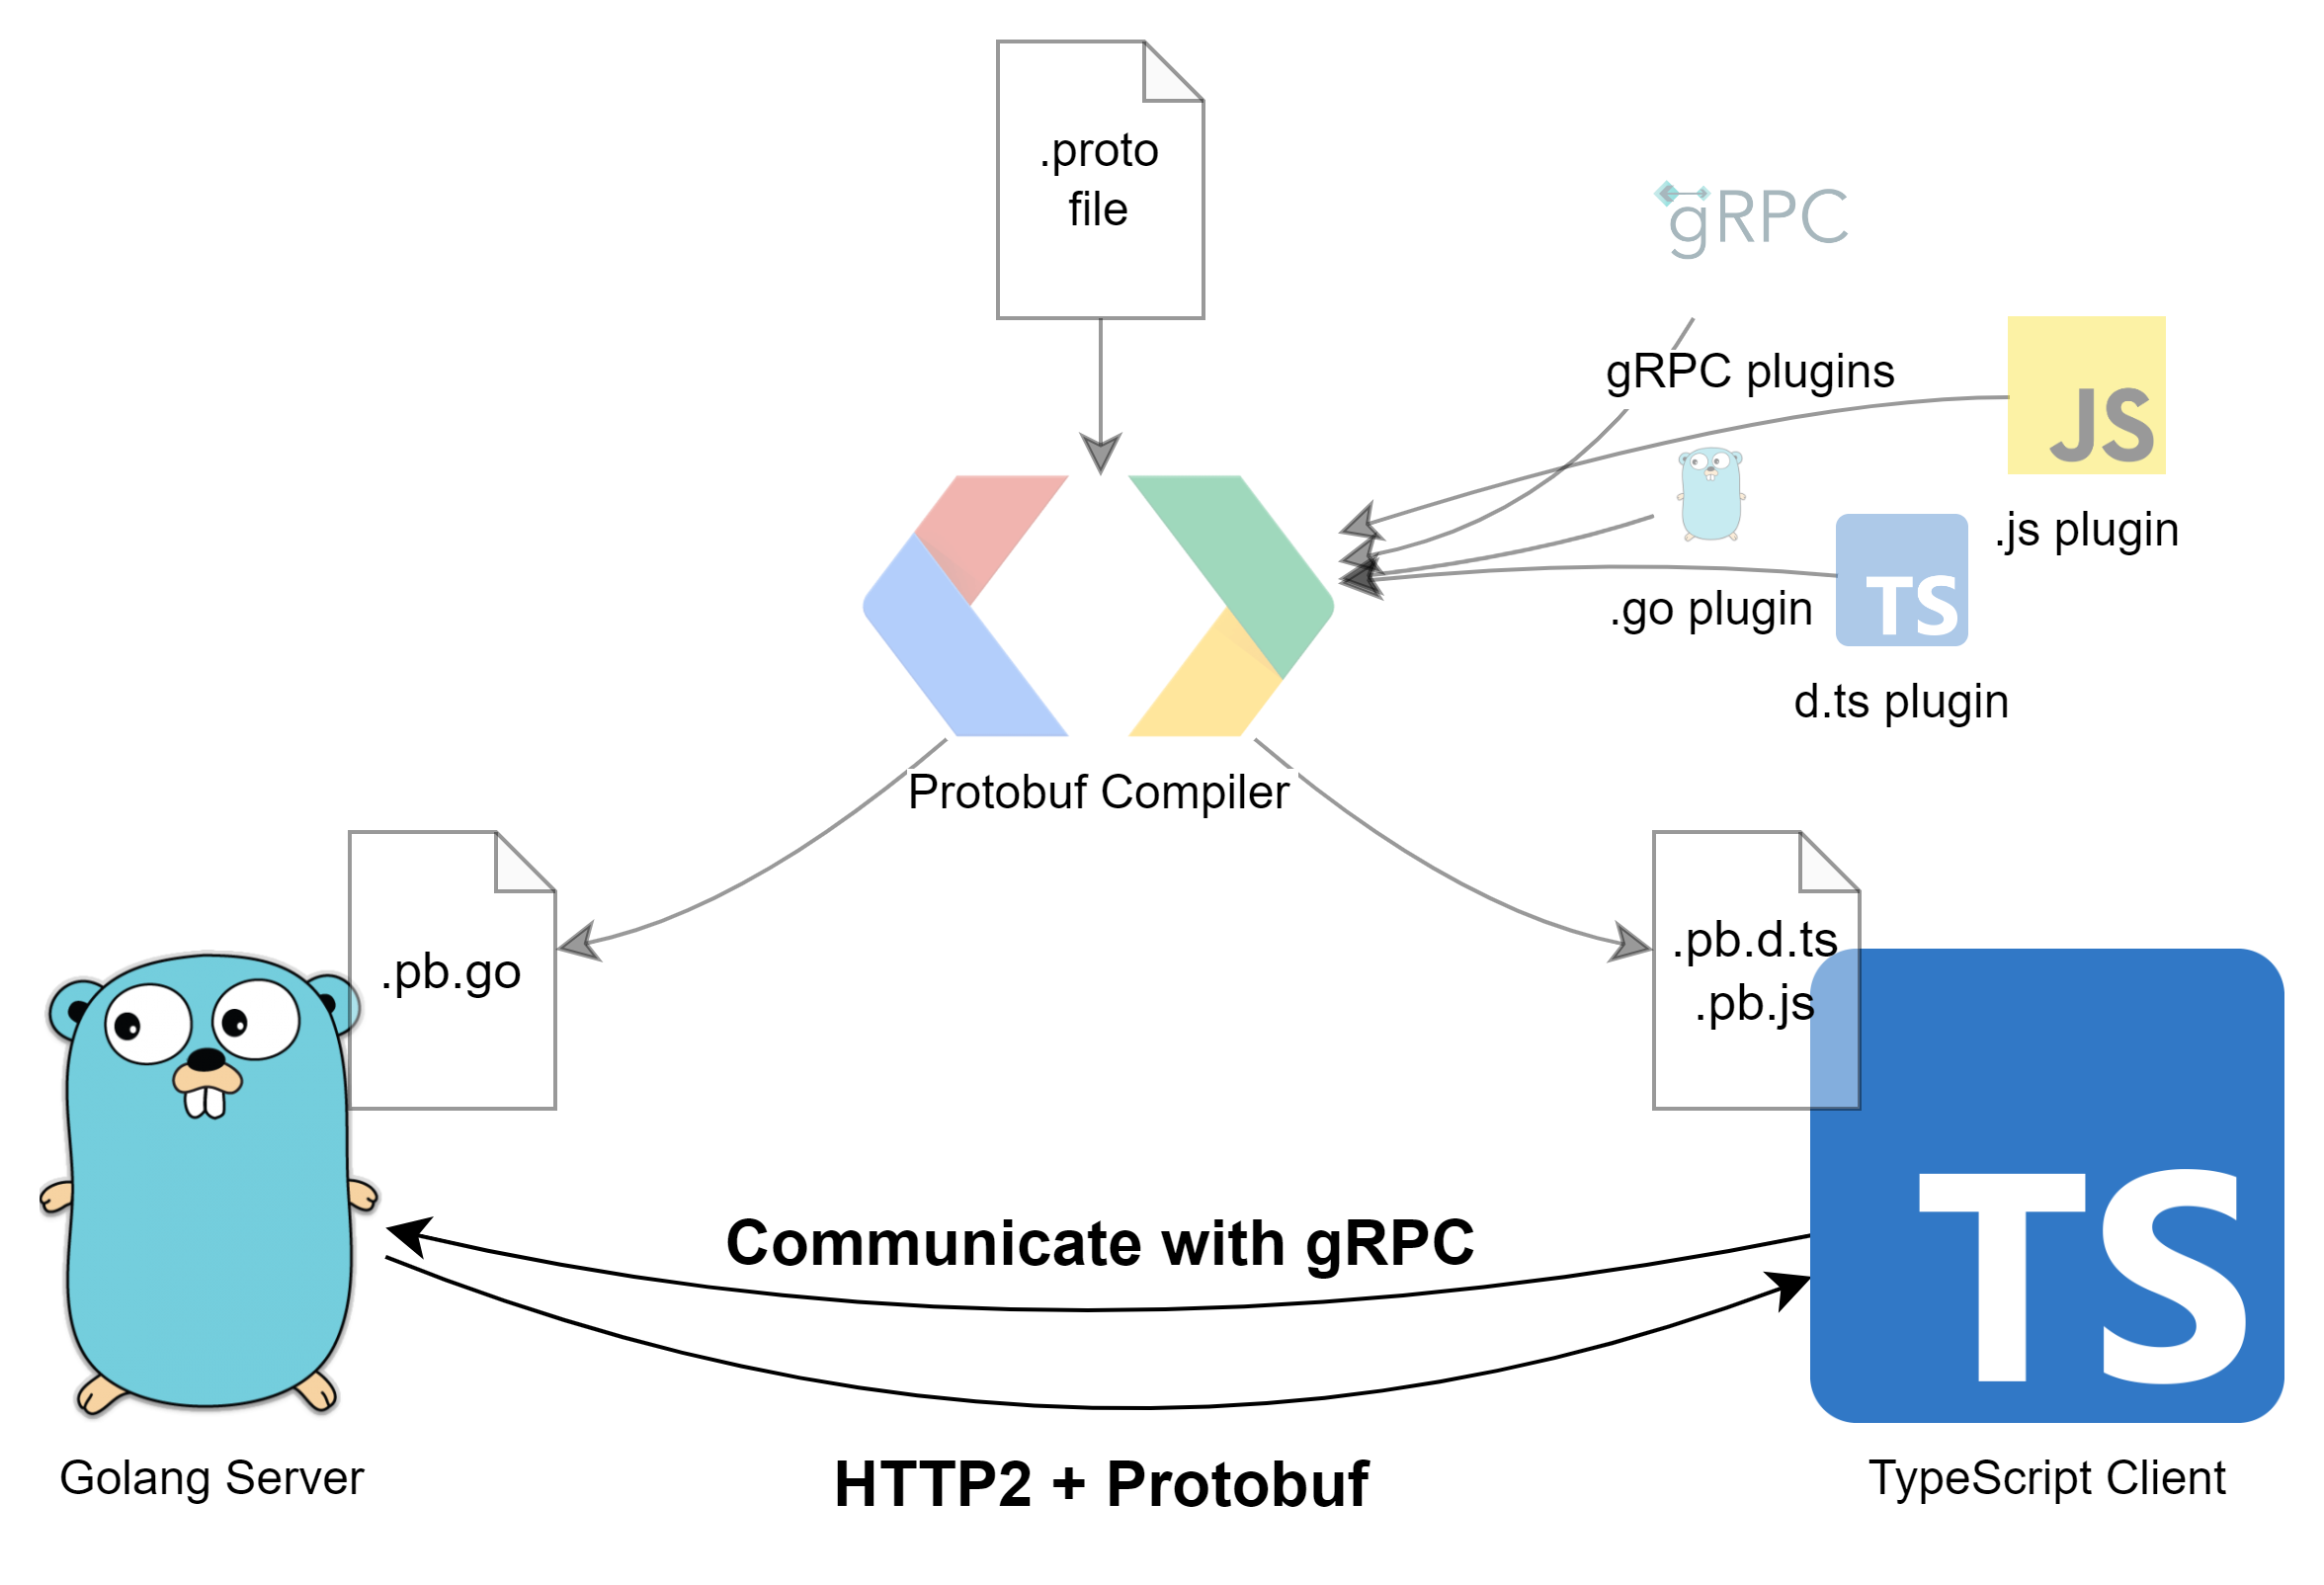 .proto
file
gRPC
gRPC plugins
JS
.js plugin
.go plugin
TS
d.ts plugin
Protobuf Compiler
.pb.go
.pb.d.ts
.pb.js
TS
Communicate with gRPC
HTTP2 + Protobuf
Golang Server
TypeScript Client